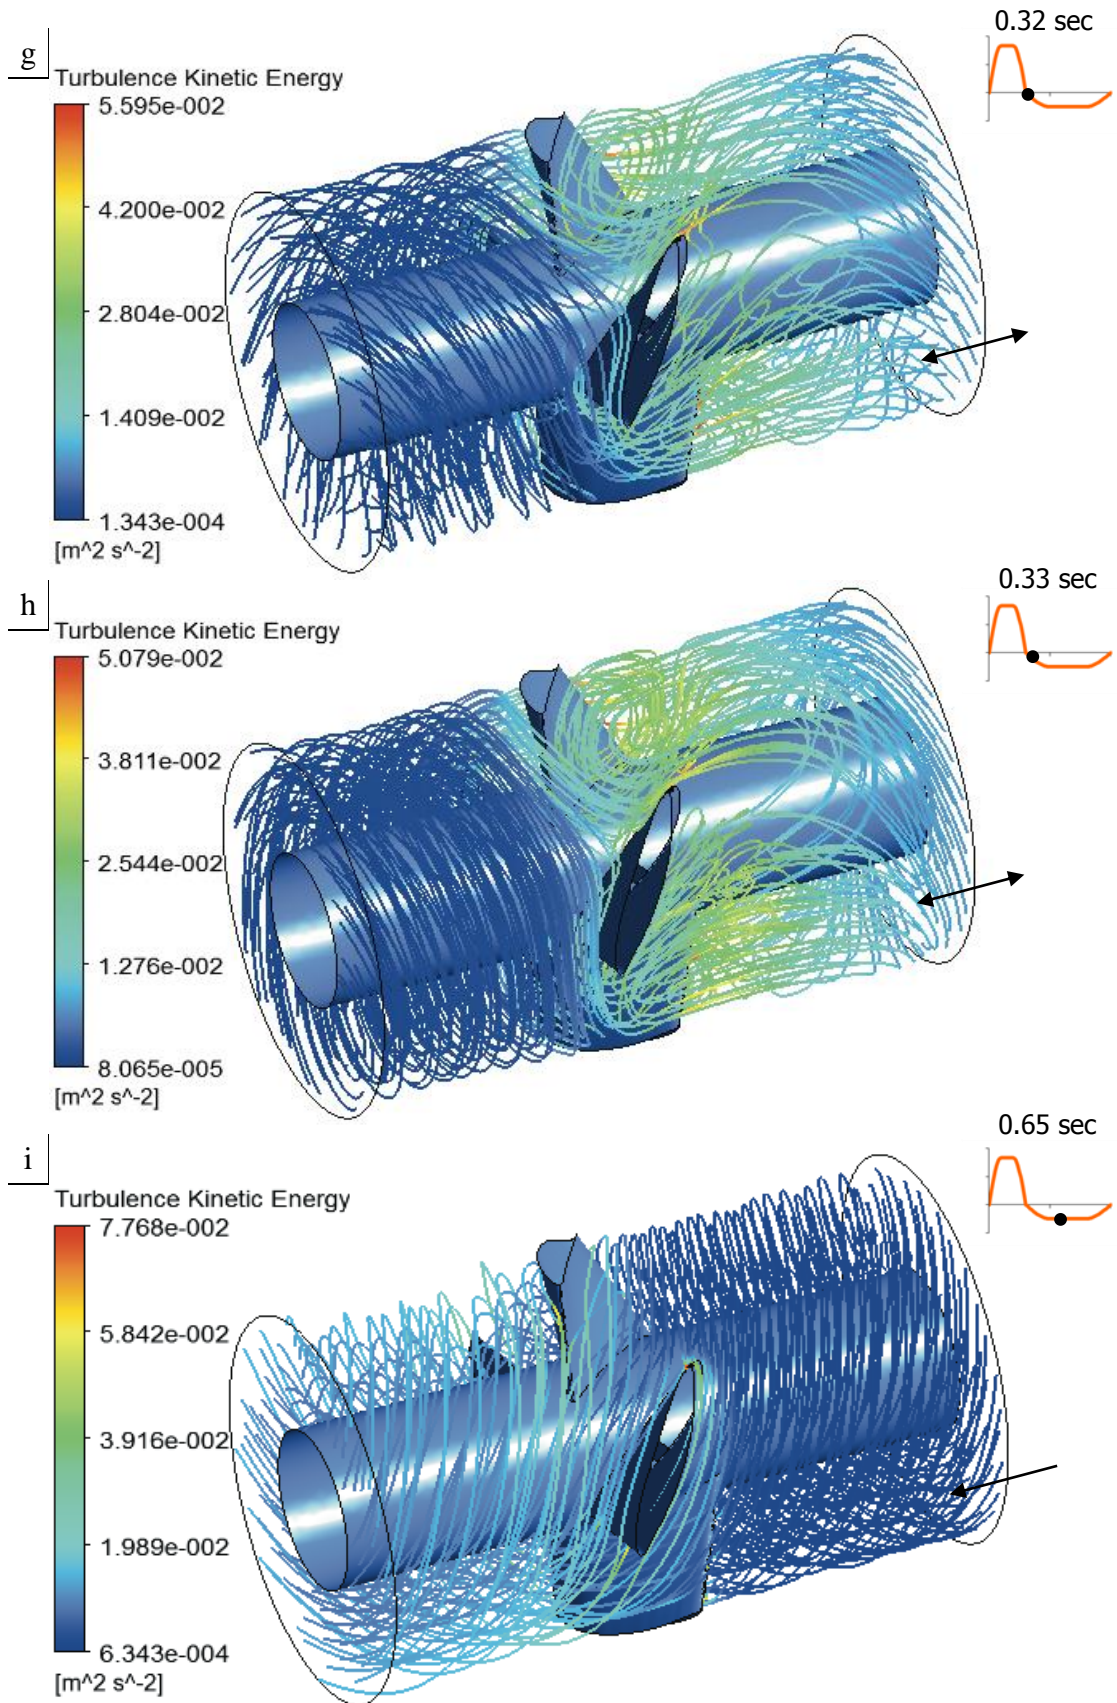 g
0.32 sec
Turbulence Kinetic Energy
5.595e-002
4.200e-002
2.804e-002
1.409e-002
1.343e-004
[m^2 s^-2]
h
0.33 sec
Turbulence Kinetic Energy
5.079e-002
3.811e-002
2.544e-002
1.276e-002
8.065e-005
[m^2 s^-2]
i
0.65 sec
Turbulence Kinetic Energy
7.768e-002
5.842e-002
3.916e-002
1.989e-002
6.343e-004
[m^2 s^-2]